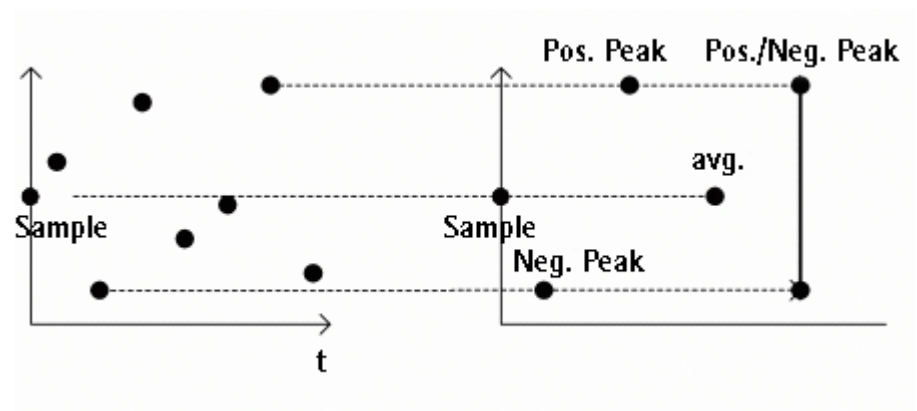 Pos. Peak Pos./Neg. Peak
avg.
Sample Sample
Neg. Peak
t